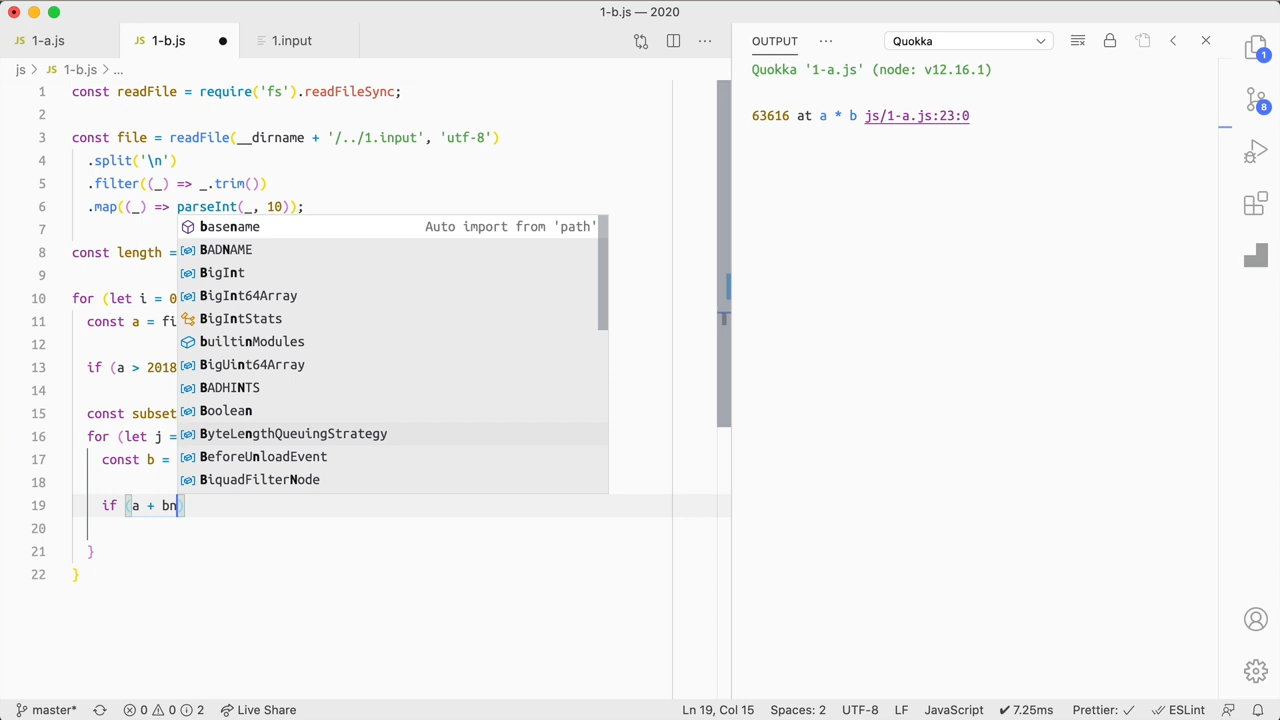 1-b.js — 2020
JS 1-a.js
JS 1-b.js
1.input
OUTPUT
Quokka
js > JS 1-b.js > ...
Quokka '1-a.js' (node: v12.16.1)
1 const readFile = require('fs').readFileSync;
63616 at a * b js/1-a.js:23:0
2
3 const file = readFile(__dirname + '/../1.input', 'utf-8')
4 .split('\n')
5 .filter((_) => _.trim())
6 .map((_) => parseInt(_, 10));
7
basename Auto import from 'path'
BADNAME
8 const length =
BigInt
9
BigInt64Array
10 for (let i = 0
BigIntStats
11 const a = fi
builtinModules
12
BigUint64Array
13 if (a > 2018
BADHINTS
14
Boolean
15 const subset
ByteLengthQueuingStrategy
16 for (let j =
BeforeUnloadEvent
17 const b =
BiquadFilterNode
18
19 if (a + bn)
20
21 }
22 }
1
8
master* 0 0 2 Live Share
Ln 19, Col 15 Spaces: 2 UTF-8 LF JavaScript ✔ 7.25ms Prettier: ✓ ESLint